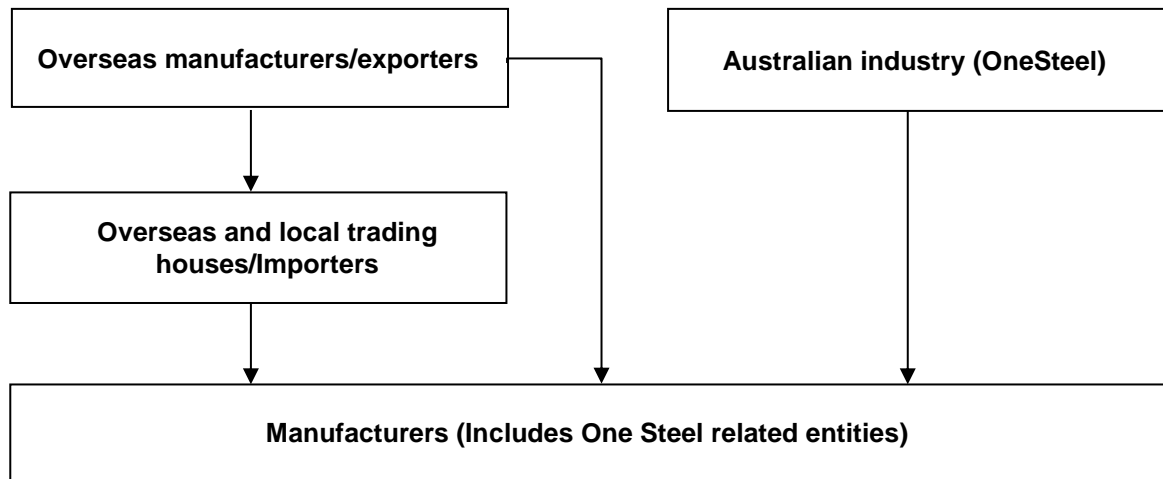 Overseas manufacturers/exporters
Australian industry (OneSteel)
Overseas and local trading
houses/Importers
Manufacturers (Includes One Steel related entities)